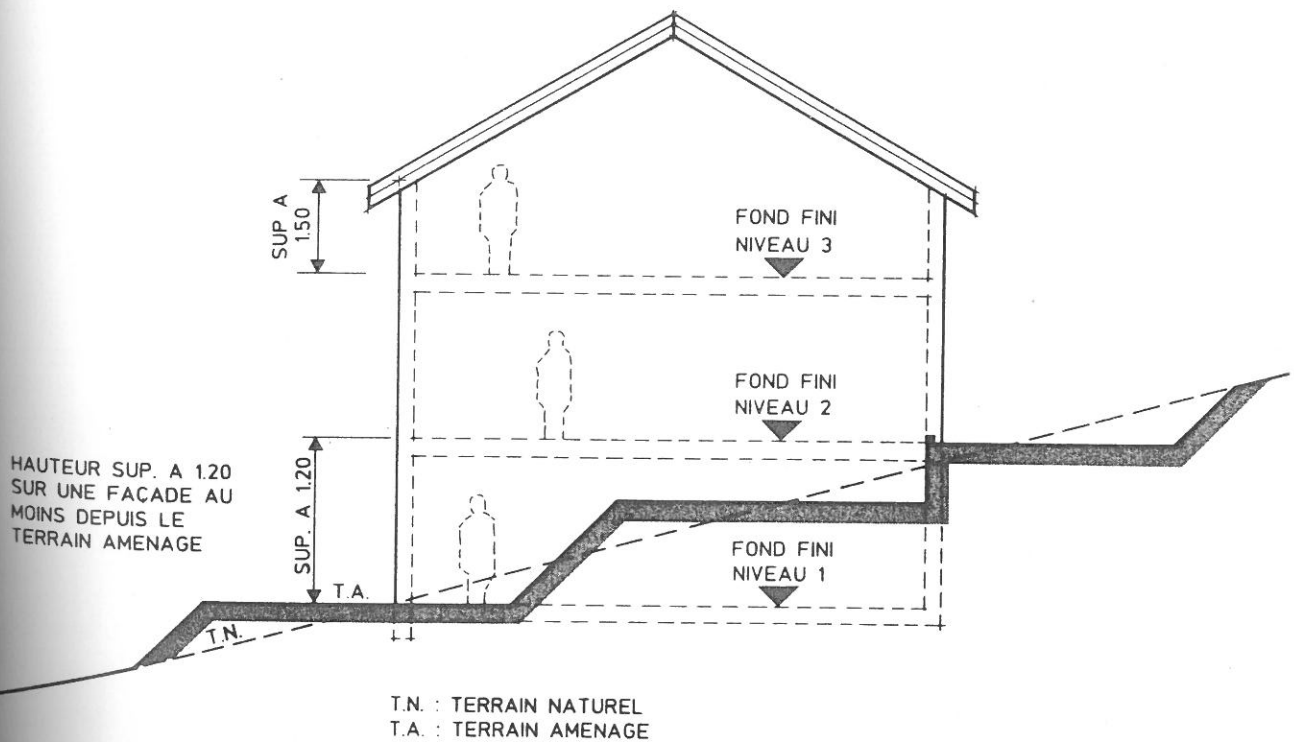 SUP A
1.50
FOND FINI
NIVEAU 3
FOND FINI
NIVEAU 2
HAUTEUR SUP. A 1.20
SUR UNE FAÇADE AU
MOINS DEPUIS LE
TERRAIN AMENAGE
SUP. A 1.20
FOND FINI
NIVEAU 1
T.A.
T.N.
T.N. : TERRAIN NATUREL
T.A. : TERRAIN AMENAGE